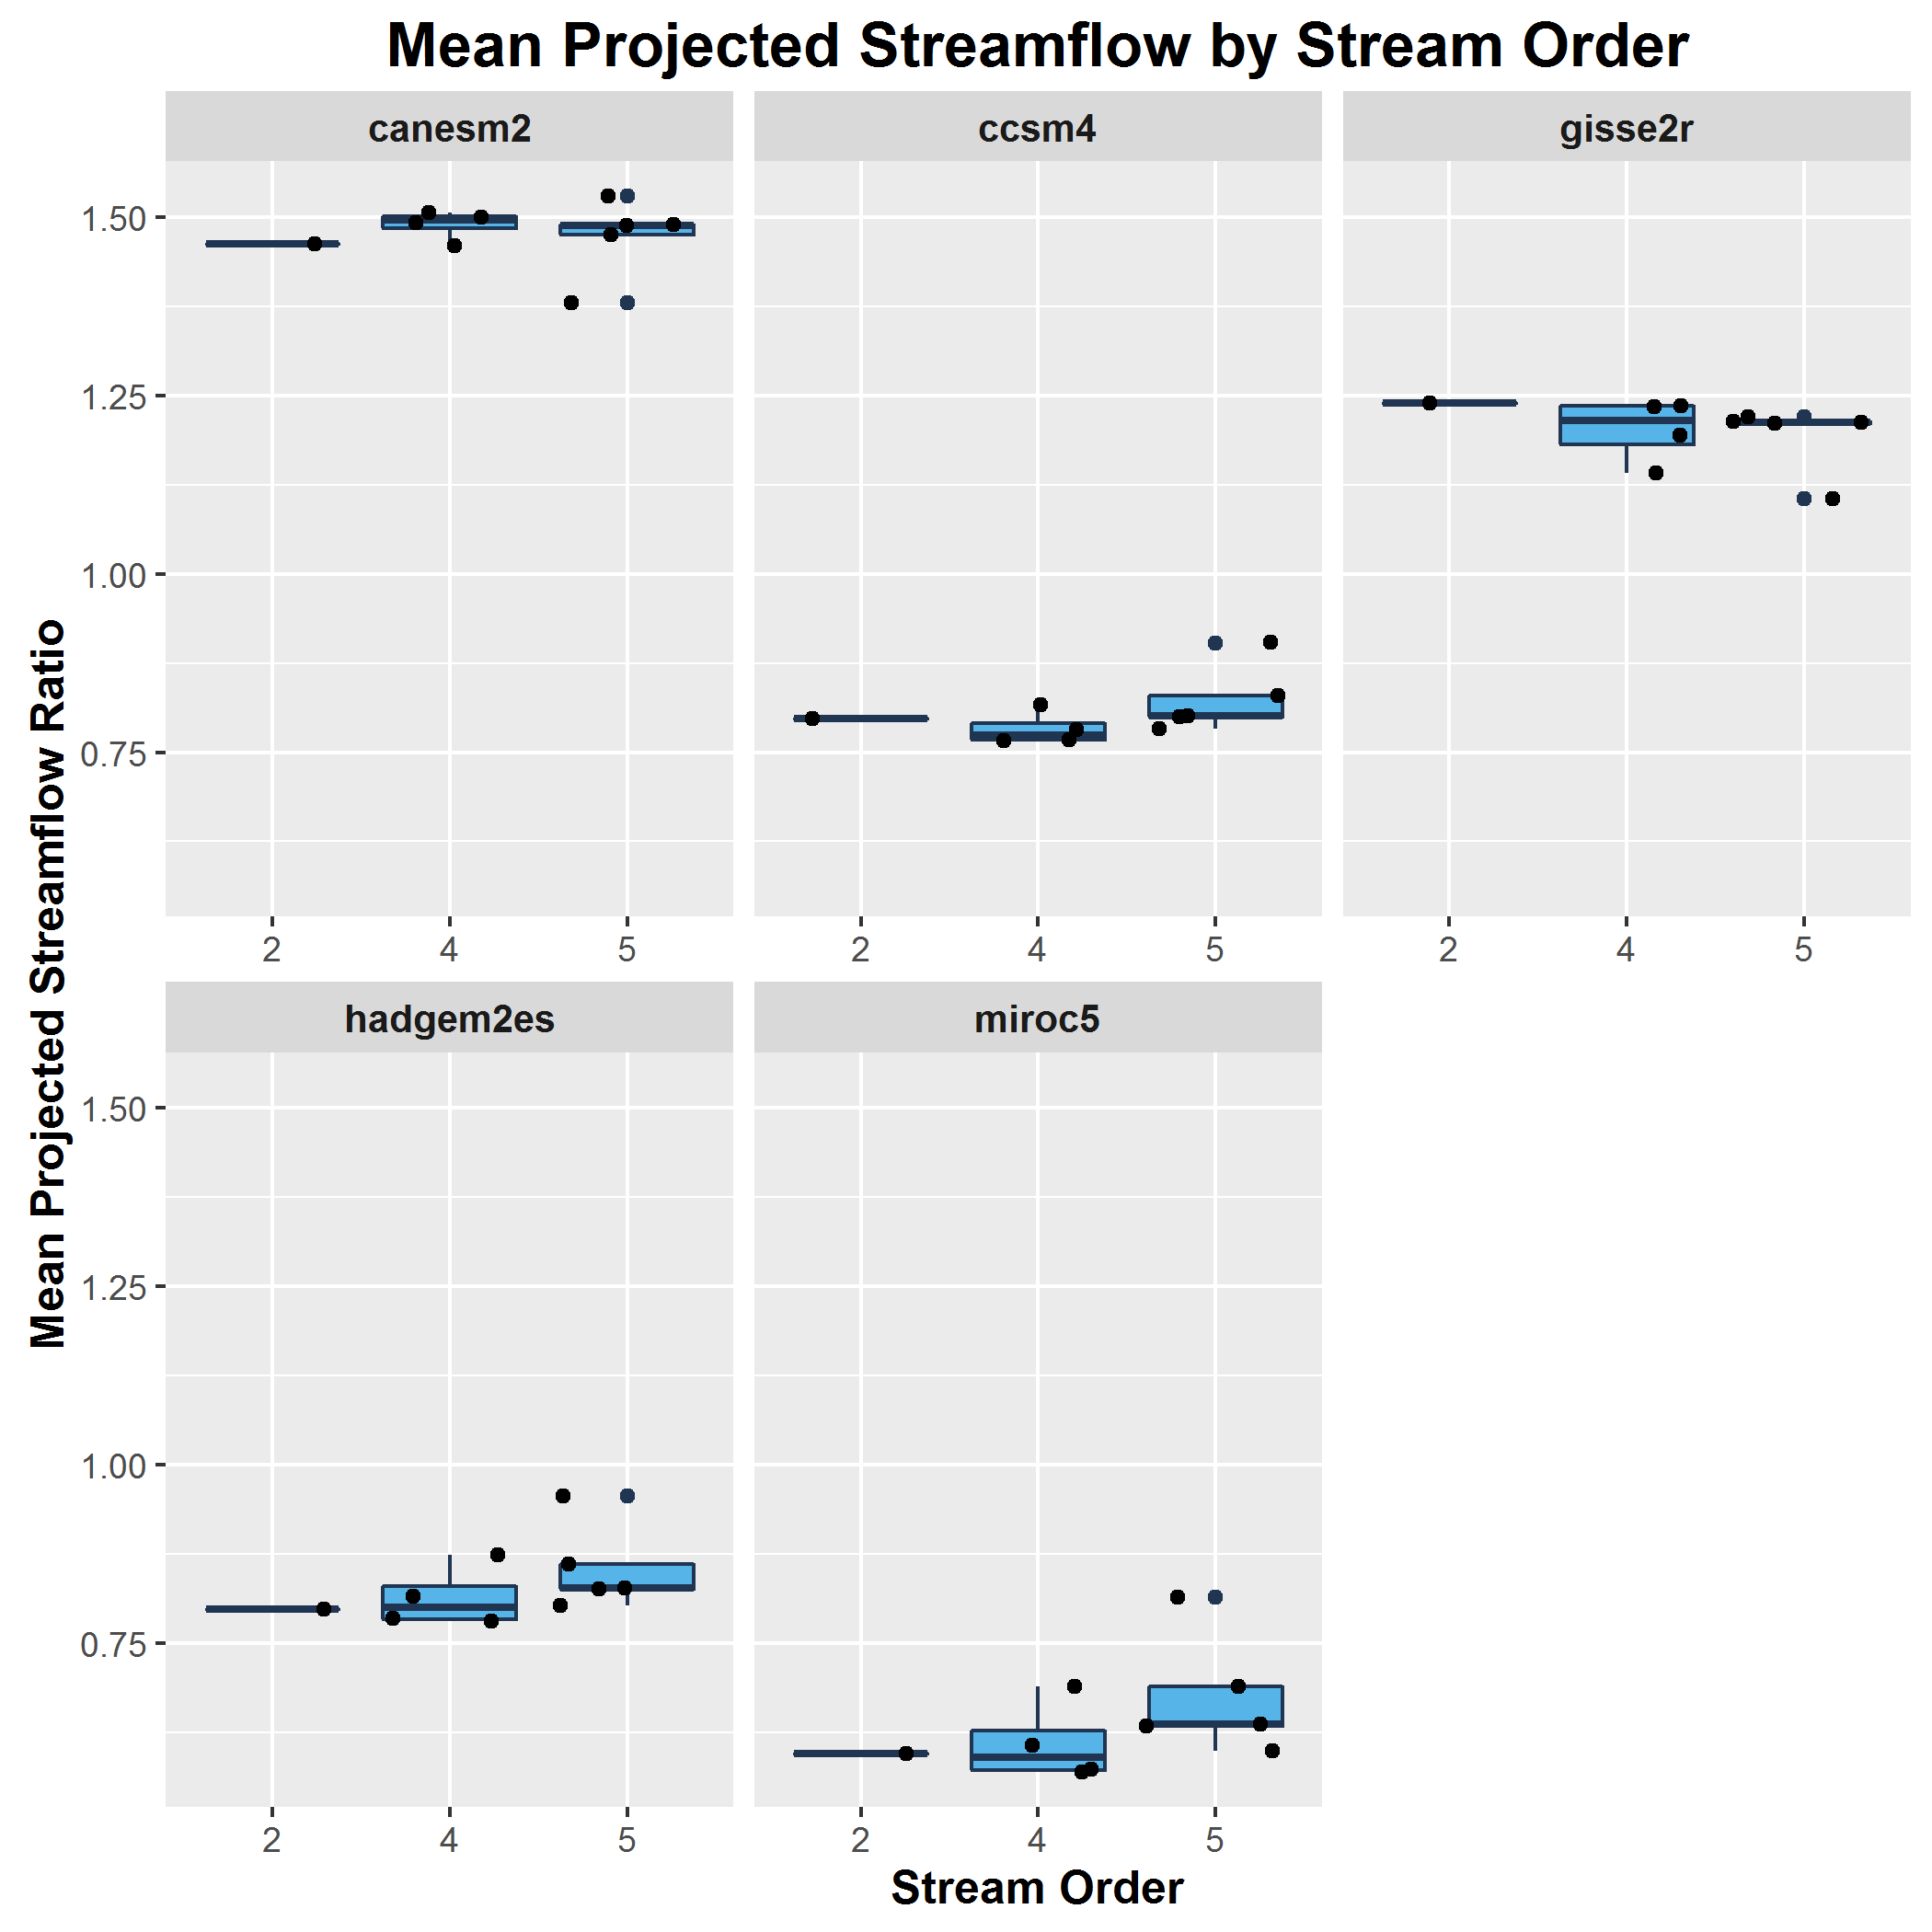 Mean Projected Streamflow by Stream Order
canesm2
ccsm4
gisse2r
1.50
1.25
1.00
0.75
2 4 5
2 4 5
2 4 5
Mean Projected Streamflow Ratio
hadgem2es
miroc5
1.50
1.25
1.00
0.75
2 4 5
2 4 5
Stream Order